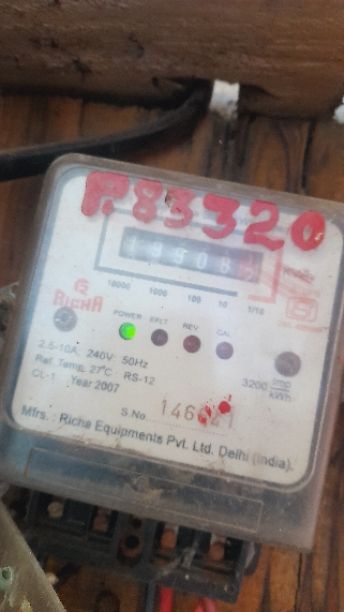 P.83320
19908
10000 1000 100 10 1/10
RICHA
POWER EFLT REV CAL
2.5-10A, 240V, 50Hz
Ref. Temp. 27°C RS-12
CL-1 Year 2007
3200 imp/kWh
S.No.
Mfrs. : Richa Equipments Pvt. Ltd. Delhi (India).